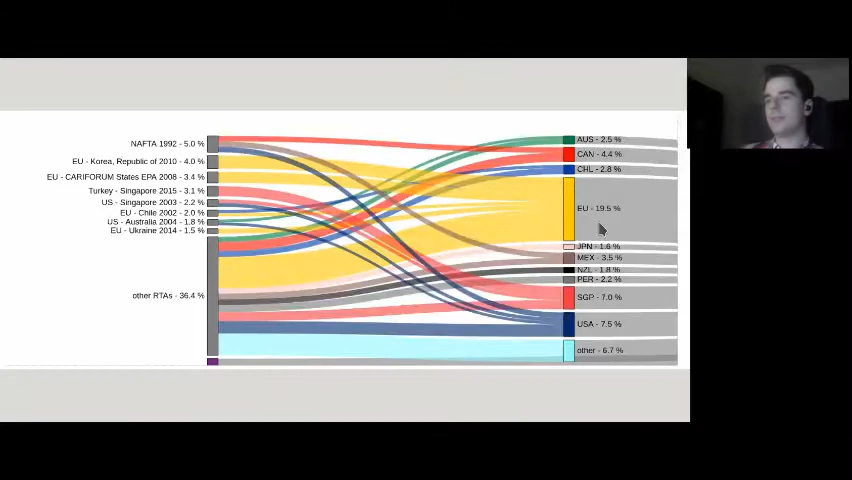 NAFTA 1992 - 5.0 %
EU - Korea, Republic of 2010 - 4.0 %
EU - CARIFORUM States EPA 2008 - 3.4 %
Turkey - Singapore 2015 - 3.1 %
US - Singapore 2003 - 2.2 %
EU - Chile 2002 - 2.0 %
US - Australia 2004 - 1.8 %
EU - Ukraine 2014 - 1.5 %
other RTAs - 36.4 %
AUS - 2.5 %
CAN - 4.4 %
CHL - 2.8 %
EU - 19.5 %
JPN - 1.6 %
MEX - 3.5 %
NZL - 1.8 %
PER - 2.2 %
SGP - 7.0 %
USA - 7.5 %
other - 6.7 %